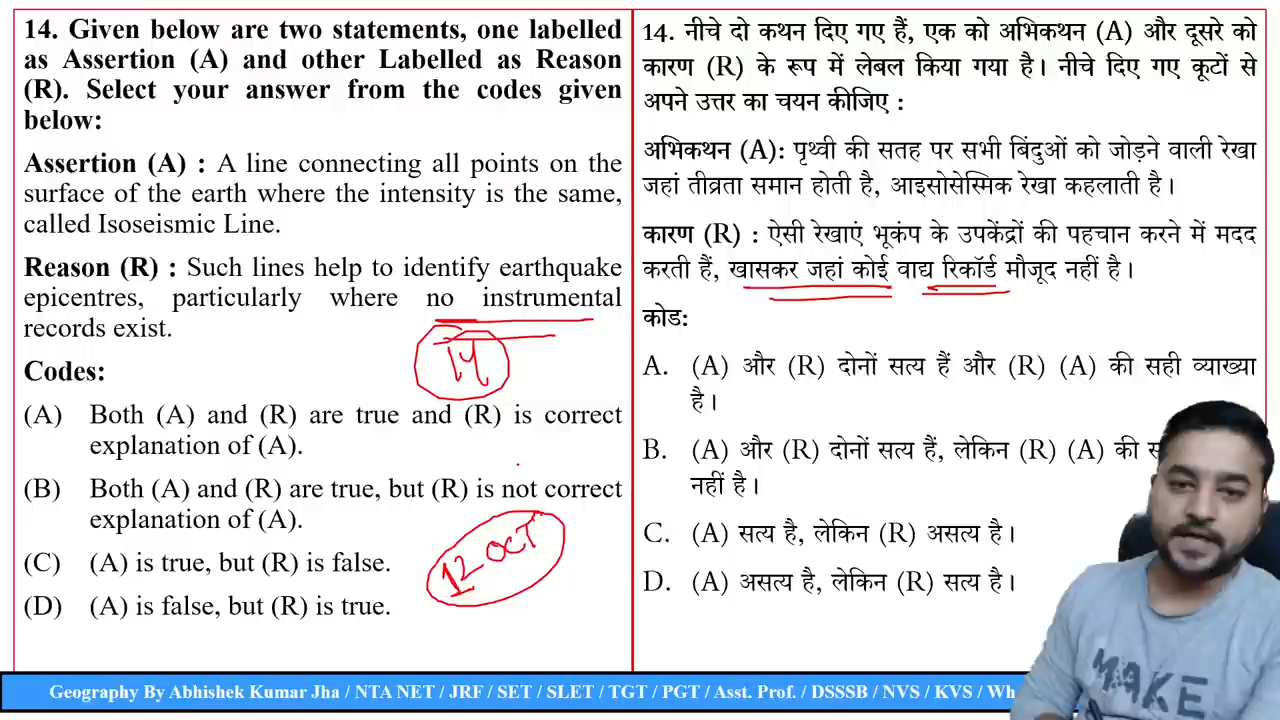 14. Given below are two statements, one labelled
as Assertion (A) and other Labelled as Reason
(R). Select your answer from the codes given
below:
Assertion (A) : A line connecting all points on the
surface of the earth where the intensity is the same,
called Isoseismic Line.
Reason (R) : Such lines help to identify earthquake
epicentres, particularly where no instrumental
records exist.
14
Codes:
(A) Both (A) and (R) are true and (R) is correct
explanation of (A).
(B) Both (A) and (R) are true, but (R) is not correct
explanation of (A).
12 OCT
(C) (A) is true, but (R) is false.
(D) (A) is false, but (R) is true.
14. नीचे दो कथन दिए गए हैं, एक को अभिकथन (A) और दूसरे को
कारण (R) के रूप में लेबल किया गया है। नीचे दिए गए कूटों से
अपने उत्तर का चयन कीजिए :
अभिकथन (A): पृथ्वी की सतह पर सभी बिंदुओं को जोड़ने वाली रेखा
जहां तीव्रता समान होती है, आइसोसेस्मिक रेखा कहलाती है।
कारण (R) : ऐसी रेखाएं भूकंप के उपकेंद्रों की पहचान करने में मदद
करती हैं, खासकर जहां कोई वाद्य रिकॉर्ड मौजूद नहीं है।
कोड:
A. (A) और (R) दोनों सत्य हैं और (R) (A) की सही व्याख्या
है।
B. (A) और (R) दोनों सत्य हैं, लेकिन (R) (A) की
नहीं है।
C. (A) सत्य है, लेकिन (R) असत्य है।
D. (A) असत्य है, लेकिन (R) सत्य है।
MAKE
Geography By Abhishek Kumar Jha / NTA NET / JRF / SET / SLET / TGT / PGT / Asst. Prof. / DSSSB / NVS / KVS / Wh